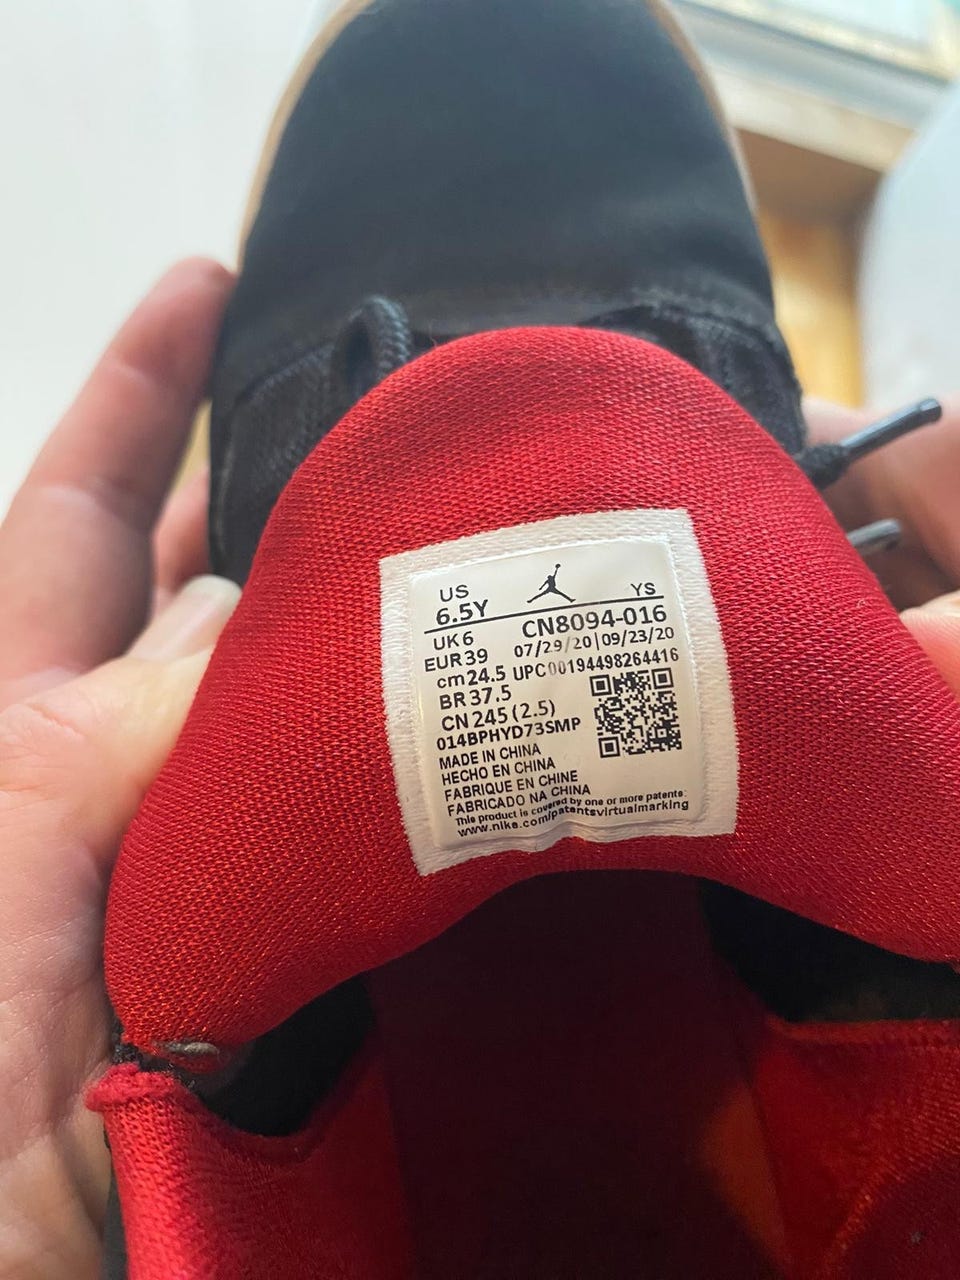 US YS
6.5Y CN8094-016
UK 6 07/29/20|09/23/20
EUR 39 UPC00194498264416
cm 24.5
BR 37.5
CN 245 (2.5)
014BPHYD73SMP
MADE IN CHINA
HECHO EN CHINA
FABRIQUE EN CHINE
FABRICADO NA CHINA
This product is covered by one or more patents:
www.nike.com/patentsvirtualmarking